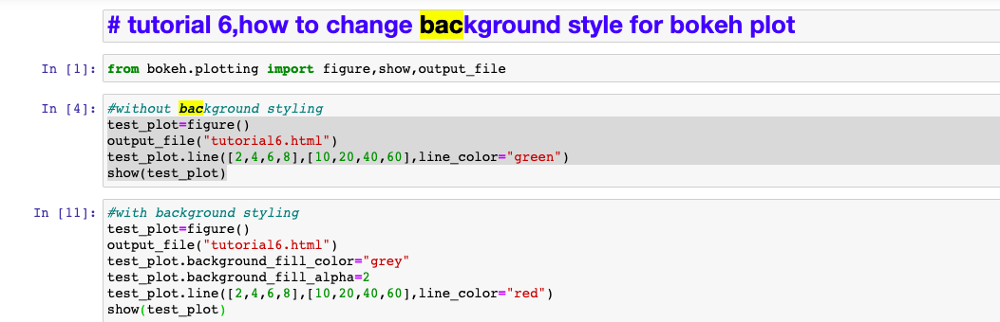 # tutorial 6,how to change background style for bokeh plot
In [1]: from bokeh.plotting import figure,show,output_file
In [4]: #without background styling
test_plot=figure()
output_file("tutorial6.html")
test_plot.line([2,4,6,8],[10,20,40,60],line_color="green")
show(test_plot)
In [11]: #with background styling
test_plot=figure()
output_file("tutorial6.html")
test_plot.background_fill_color="grey"
test_plot.background_fill_alpha=2
test_plot.line([2,4,6,8],[10,20,40,60],line_color="red")
show(test_plot)